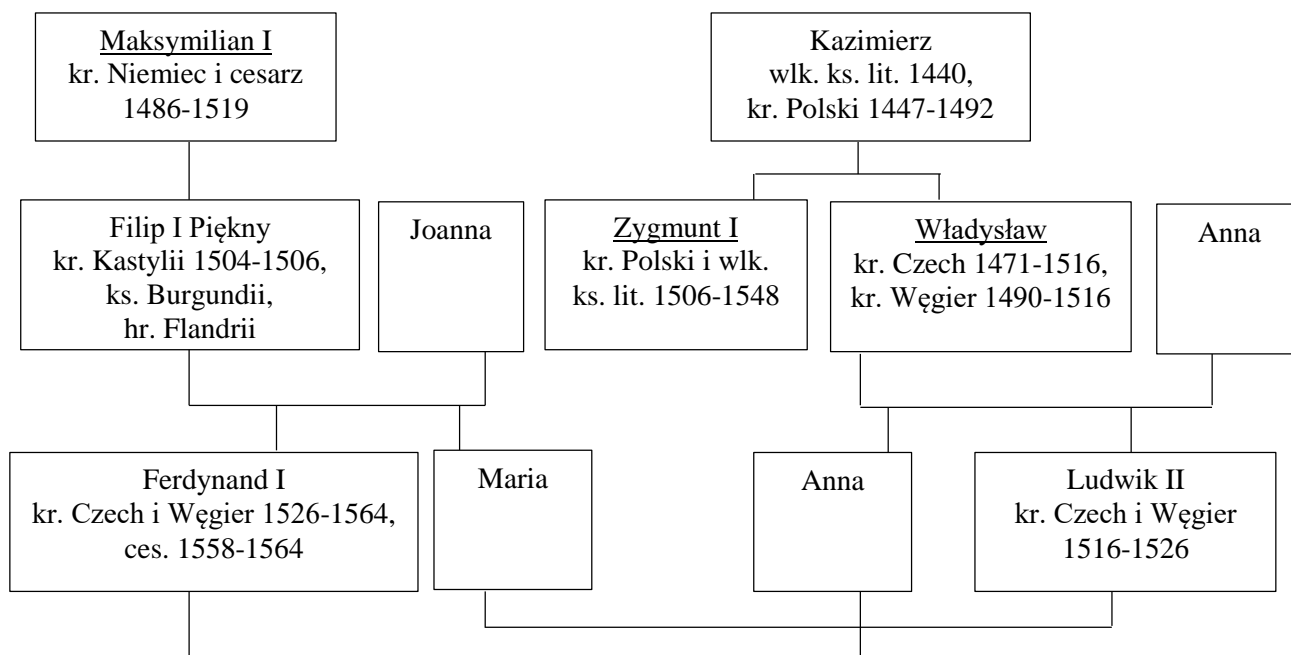 Maksymilian I
kr. Niemiec i cesarz
1486-1519
Kazimierz
wlk. ks. lit. 1440,
kr. Polski 1447-1492
Filip I Piękny
kr. Kastylii 1504-1506,
ks. Burgundii,
hr. Flandrii
Joanna
Zygmunt I
kr. Polski i wlk.
ks. lit. 1506-1548
Władysław
kr. Czech 1471-1516,
kr. Węgier 1490-1516
Anna
Ferdynand I
kr. Czech i Węgier 1526-1564,
ces. 1558-1564
Maria
Anna
Ludwik II
kr. Czech i Węgier
1516-1526